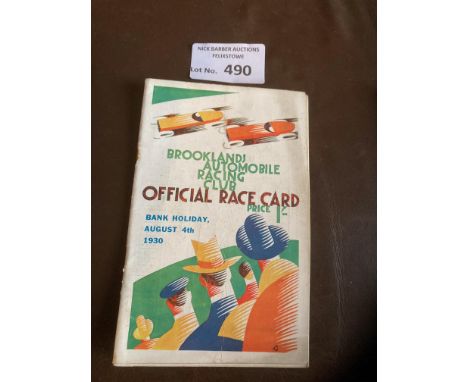 NICK BARBER AUCTIONS
FELIXSTOWE
Lot No. 490
BROOKLANDS
AUTOMOBILE
RACING
CLUB
OFFICIAL RACE CARD
PRICE 1/-
BANK HOLIDAY,
AUGUST 4th
1930